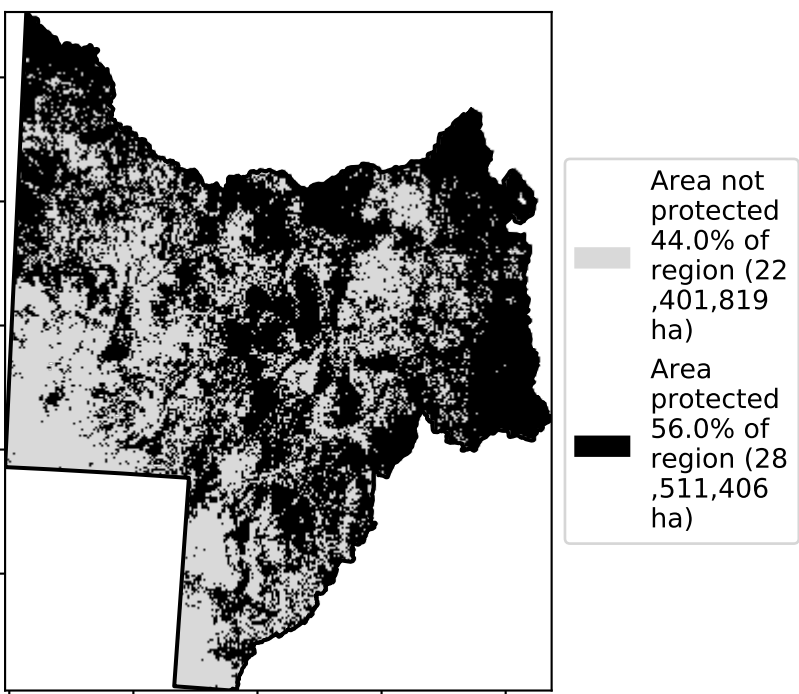 Area not
protected
44.0% of
region (22
,401,819
ha)
Area
protected
56.0% of
region (28
,511,406
ha)